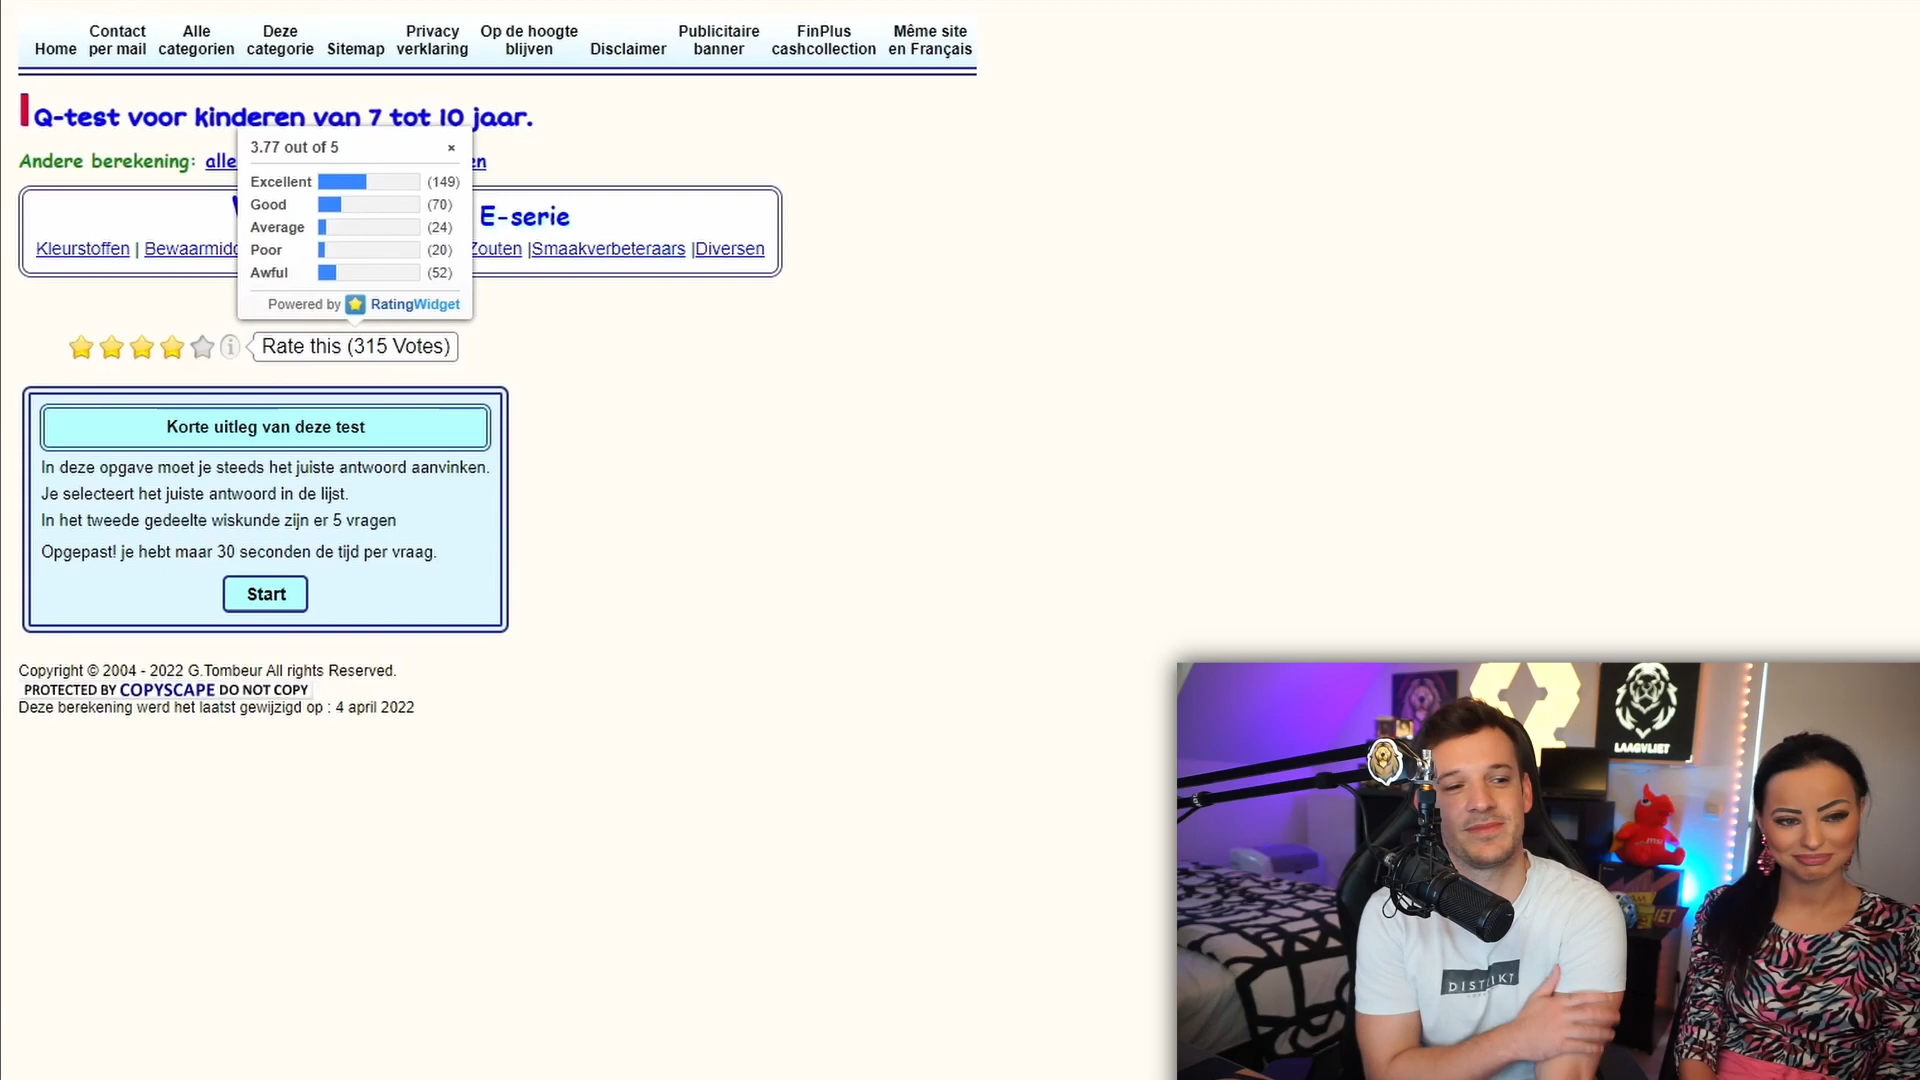 Home
Contact per mail
Alle categorien
Deze categorie
Sitemap
Privacy verklaring
Op de hoogte blijven
Disclaimer
Publicitaire banner
FinPlus cashcollection
Même site en Français
IQ-test voor kinderen van 7 tot 10 jaar.
Andere berekening: alle en
E-serie
Kleurstoffen | Zouten |Smaakverbeteraars |Diversen
3.77 out of 5 ×
Excellent (149)
Good (70)
Average (24)
Poor (20)
Awful (52)
Powered by RatingWidget
Rate this (315 Votes)
Korte uitleg van deze test
In deze opgave moet je steeds het juiste antwoord aanvinken.
Je selecteert het juiste antwoord in de lijst.
In het tweede gedeelte wiskunde zijn er 5 vragen
Opgepast! je hebt maar 30 seconden de tijd per vraag.
Start
Copyright © 2004 - 2022 G.Tombeur All rights Reserved.
PROTECTED BY COPYSCAPE DO NOT COPY
Deze berekening werd het laatst gewijzigd op : 4 april 2022
LAAGVLIET